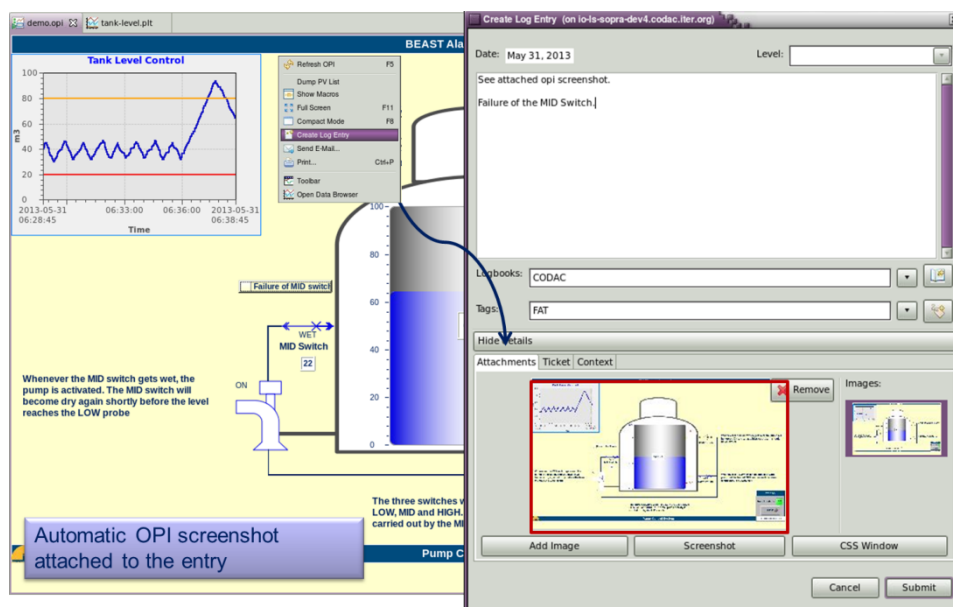 demo.opi
tank-level.plt
BEAST Ala
Tank Level Control
100
80
60
40
20
0
m3
2013-05-31
06:28:45
06:33:00
06:36:00
2013-05-31
06:38:45
Time
Refresh OPI F5
Dump PV List
Show Macros
Full Screen F11
Compact Mode F8
Create Log Entry
Send E-Mail...
Print... Ctrl+P
Toolbar
Open Data Browser
100
80
60
40
20
0
Failure of MID switch
WET
MID Switch
22
ON
Whenever the MID switch gets wet, the
pump is activated. The MID switch will
become dry again shortly before the level
reaches the LOW probe
The three switches w
LOW, MID and HIGH.
carried out by the MI
Pump C
Automatic OPI screenshot
attached to the entry
Create Log Entry (on io-ls-sopra-dev4.codac.iter.org)
Date: May 31, 2013
Level:
See attached opi screenshot.
Failure of the MID Switch.
Logbooks: CODAC
Tags: FAT
Hide Details
Attachments Ticket Context
Remove
Images:
Add Image
Screenshot
CSS Window
Cancel
Submit